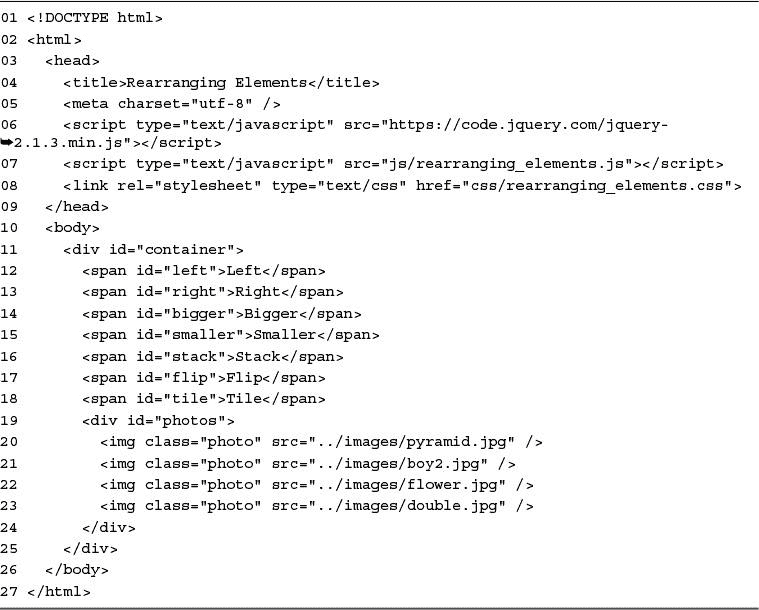 01 <!DOCTYPE html>
02 <html>
03   <head>
04     <title>Rearranging Elements</title>
05     <meta charset="utf-8" />
06     <script type="text/javascript" src="https://code.jquery.com/jquery-
➥2.1.3.min.js"></script>
07     <script type="text/javascript" src="js/rearranging_elements.js"></script>
08     <link rel="stylesheet" type="text/css" href="css/rearranging_elements.css">
09   </head>
10   <body>
11     <div id="container">
12       <span id="left">Left</span>
13       <span id="right">Right</span>
14       <span id="bigger">Bigger</span>
15       <span id="smaller">Smaller</span>
16       <span id="stack">Stack</span>
17       <span id="flip">Flip</span>
18       <span id="tile">Tile</span>
19       <div id="photos">
20         <img class="photo" src="../images/pyramid.jpg" />
21         <img class="photo" src="../images/boy2.jpg" />
22         <img class="photo" src="../images/flower.jpg" />
23         <img class="photo" src="../images/double.jpg" />
24       </div>
25     </div>
26   </body>
27 </html>